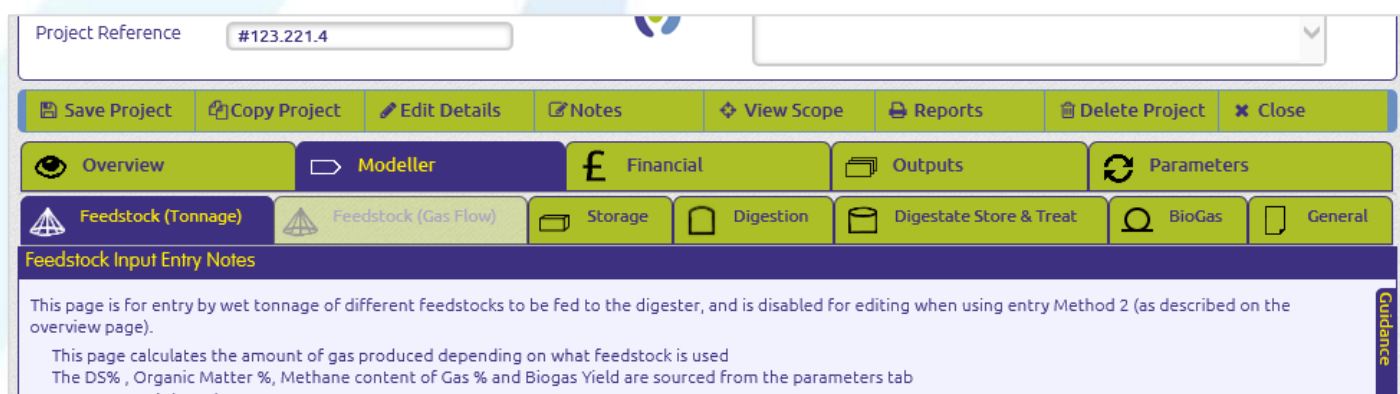 Project Reference
#123.221.4
Save Project Copy Project Edit Details Notes View Scope Reports Delete Project Close
Overview Modeller Financial Outputs Parameters
Feedstock (Tonnage) Feedstock (Gas Flow) Storage Digestion Digestate Store & Treat BioGas General
Feedstock Input Entry Notes
This page is for entry by wet tonnage of different feedstocks to be fed to the digester, and is disabled for editing when using entry Method 2 (as described on the
overview page).
This page calculates the amount of gas produced depending on what feedstock is used
The DS% , Organic Matter %, Methane content of Gas % and Biogas Yield are sourced from the parameters tab
Guidance